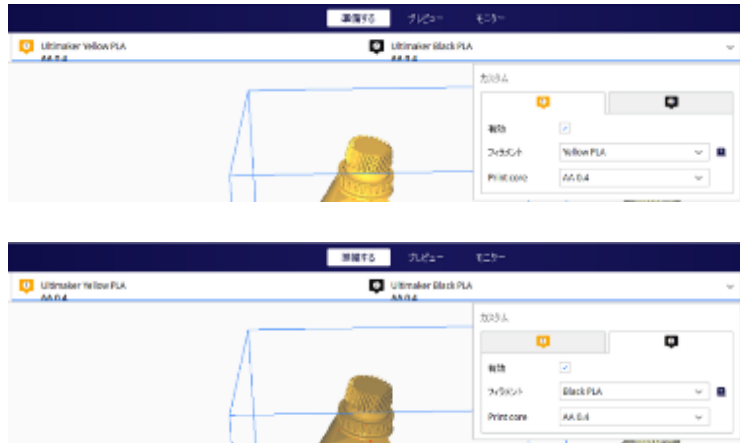 準備する プレビュー モニター
Ultimaker Yellow PLA Ultimaker Black PLA
AA 0.4 AA 0.4
カスタム
有効
フィラメント Yellow PLA
Print core AA 0.4
準備する プレビュー モニター
Ultimaker Yellow PLA Ultimaker Black PLA
AA 0.4 AA 0.4
カスタム
有効
フィラメント Black PLA
Print core AA 0.4